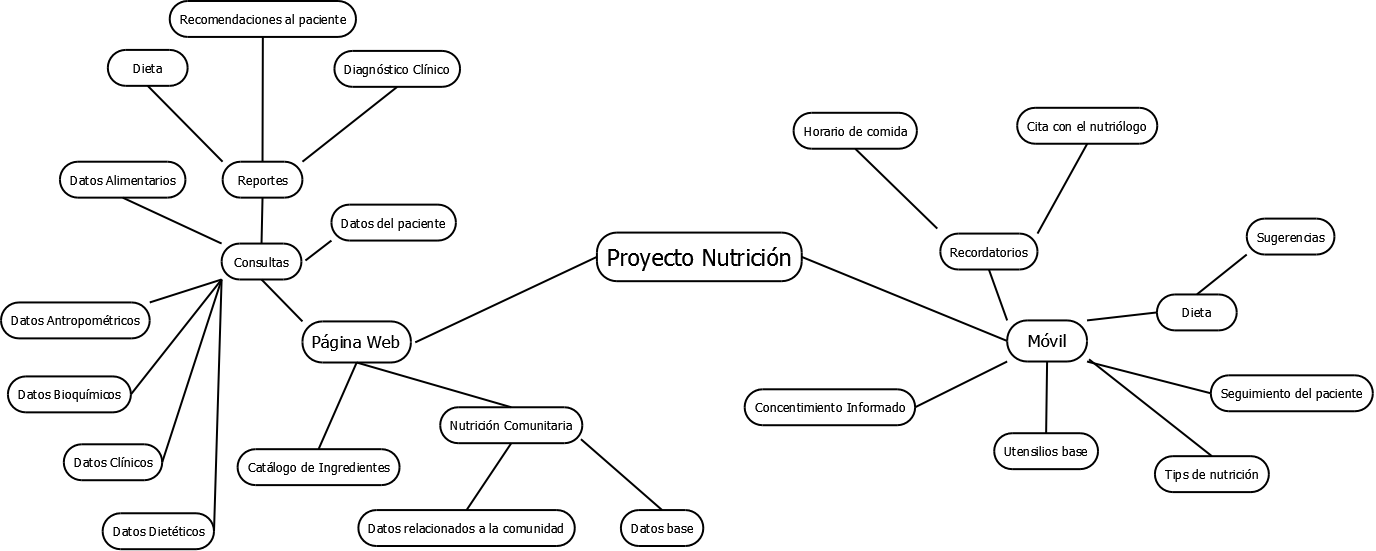 Recomendaciones al paciente
Dieta
Diagnóstico Clínico
Horario de comida
Cita con el nutriólogo
Datos Alimentarios
Reportes
Datos del paciente
Sugerencias
Recordatorios
Proyecto Nutrición
Consultas
Dieta
Datos Antropométricos
Página Web
Móvil
Datos Bioquímicos
Seguimiento del paciente
Concentimiento Informado
Nutrición Comunitaria
Utensilios base
Datos Clínicos
Catálogo de Ingredientes
Tips de nutrición
Datos Dietéticos
Datos relacionados a la comunidad
Datos base